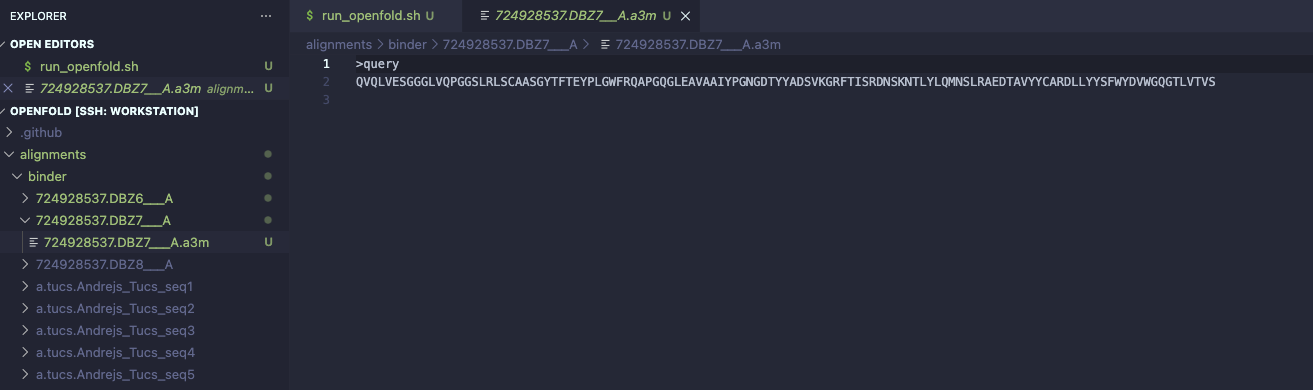 EXPLORER
···
$ run_openfold.sh U
724928537.DBZ7___A.a3m U
OPEN EDITORS
$ run_openfold.sh U
724928537.DBZ7___A.a3m alignm... U
OPENFOLD [SSH: WORKSTATION]
.github
alignments
binder
724928537.DBZ6___A
724928537.DBZ7___A
724928537.DBZ7___A.a3m U
724928537.DBZ8___A
a.tucs.Andrejs_Tucs_seq1
a.tucs.Andrejs_Tucs_seq2
a.tucs.Andrejs_Tucs_seq3
a.tucs.Andrejs_Tucs_seq4
a.tucs.Andrejs_Tucs_seq5
alignments > binder > 724928537.DBZ7___A > 724928537.DBZ7___A.a3m
1 >query
2 QVQLVESGGGLVQPGGSLRLSCAASGYTFTEYPLGWFRQAPGQGLEAVAAIYPGNGDTYYADSVKGRFTISRDNSKNTLYLQMNSLRAEDTAVYYCARDLLYYSFWYDVWGQGTLVTVS
3